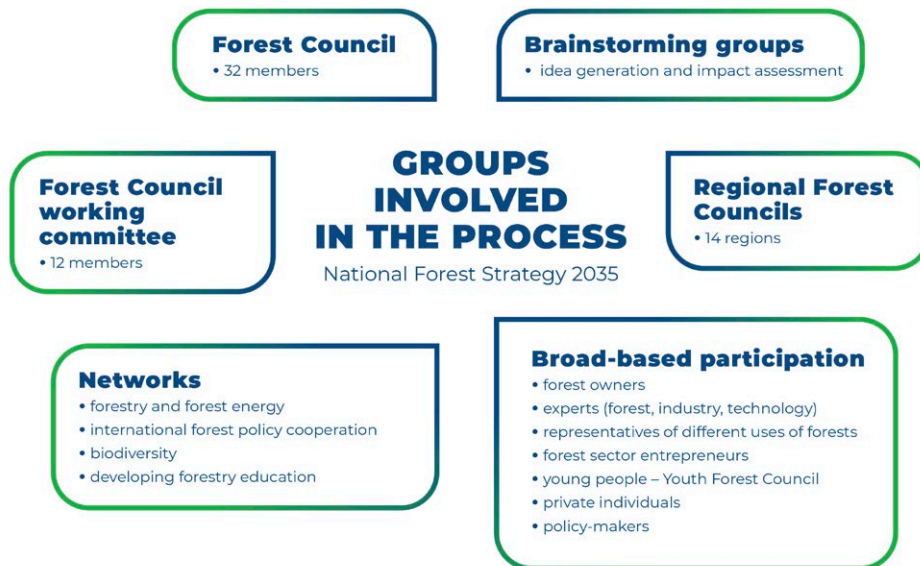 Forest Council
• 32 members
Brainstorming groups
• idea generation and impact assessment
Forest Council
working
committee
• 12 members
GROUPS
INVOLVED
IN THE PROCESS
National Forest Strategy 2035
Regional Forest
Councils
• 14 regions
Networks
• forestry and forest energy
• international forest policy cooperation
• biodiversity
• developing forestry education
Broad-based participation
• forest owners
• experts (forest, industry, technology)
• representatives of different uses of forests
• forest sector entrepreneurs
• young people – Youth Forest Council
• private individuals
• policy-makers